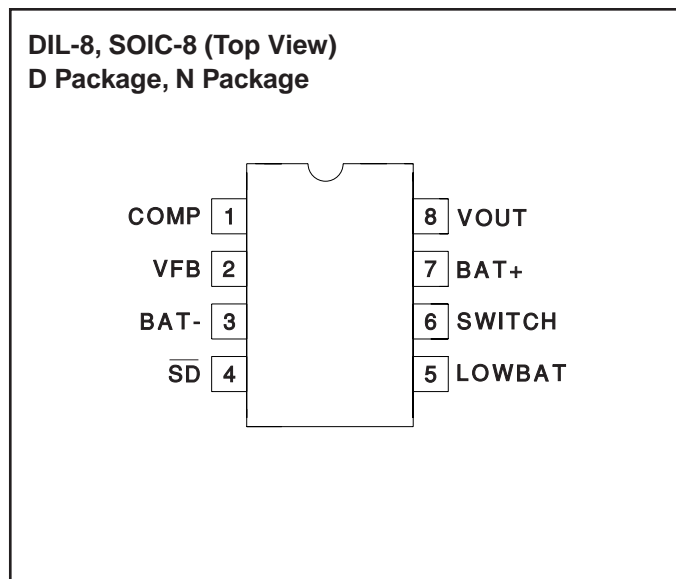 DIL-8, SOIC-8 (Top View)
D Package, N Package
COMP 1 8 VOUT
VFB 2 7 BAT+
BAT- 3 6 SWITCH
S̅D̅ 4 5 LOWBAT